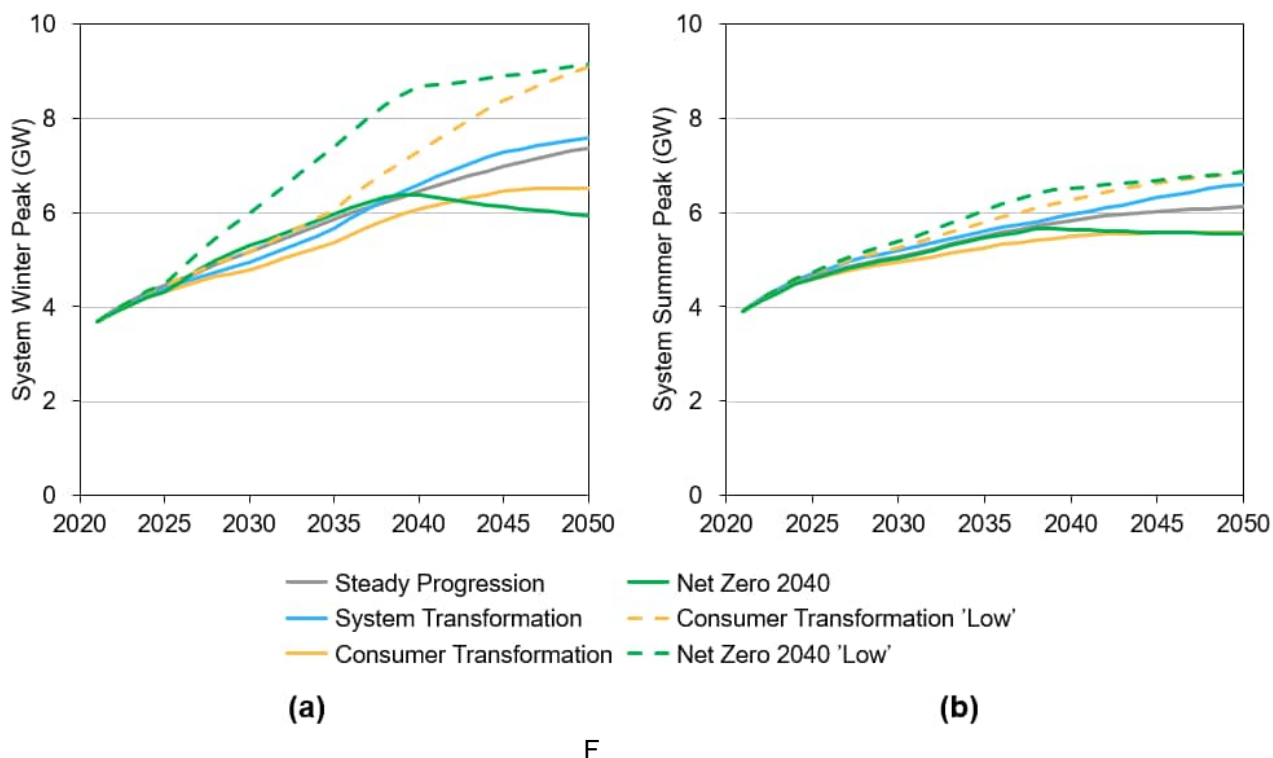 System Winter Peak (GW)
10
8
6
4
2
0
2020 2025 2030 2035 2040 2045 2050
System Summer Peak (GW)
10
8
6
4
2
0
2020 2025 2030 2035 2040 2045 2050
Steady Progression
Net Zero 2040
System Transformation
Consumer Transformation 'Low'
Consumer Transformation
Net Zero 2040 'Low'
(a)
(b)
F